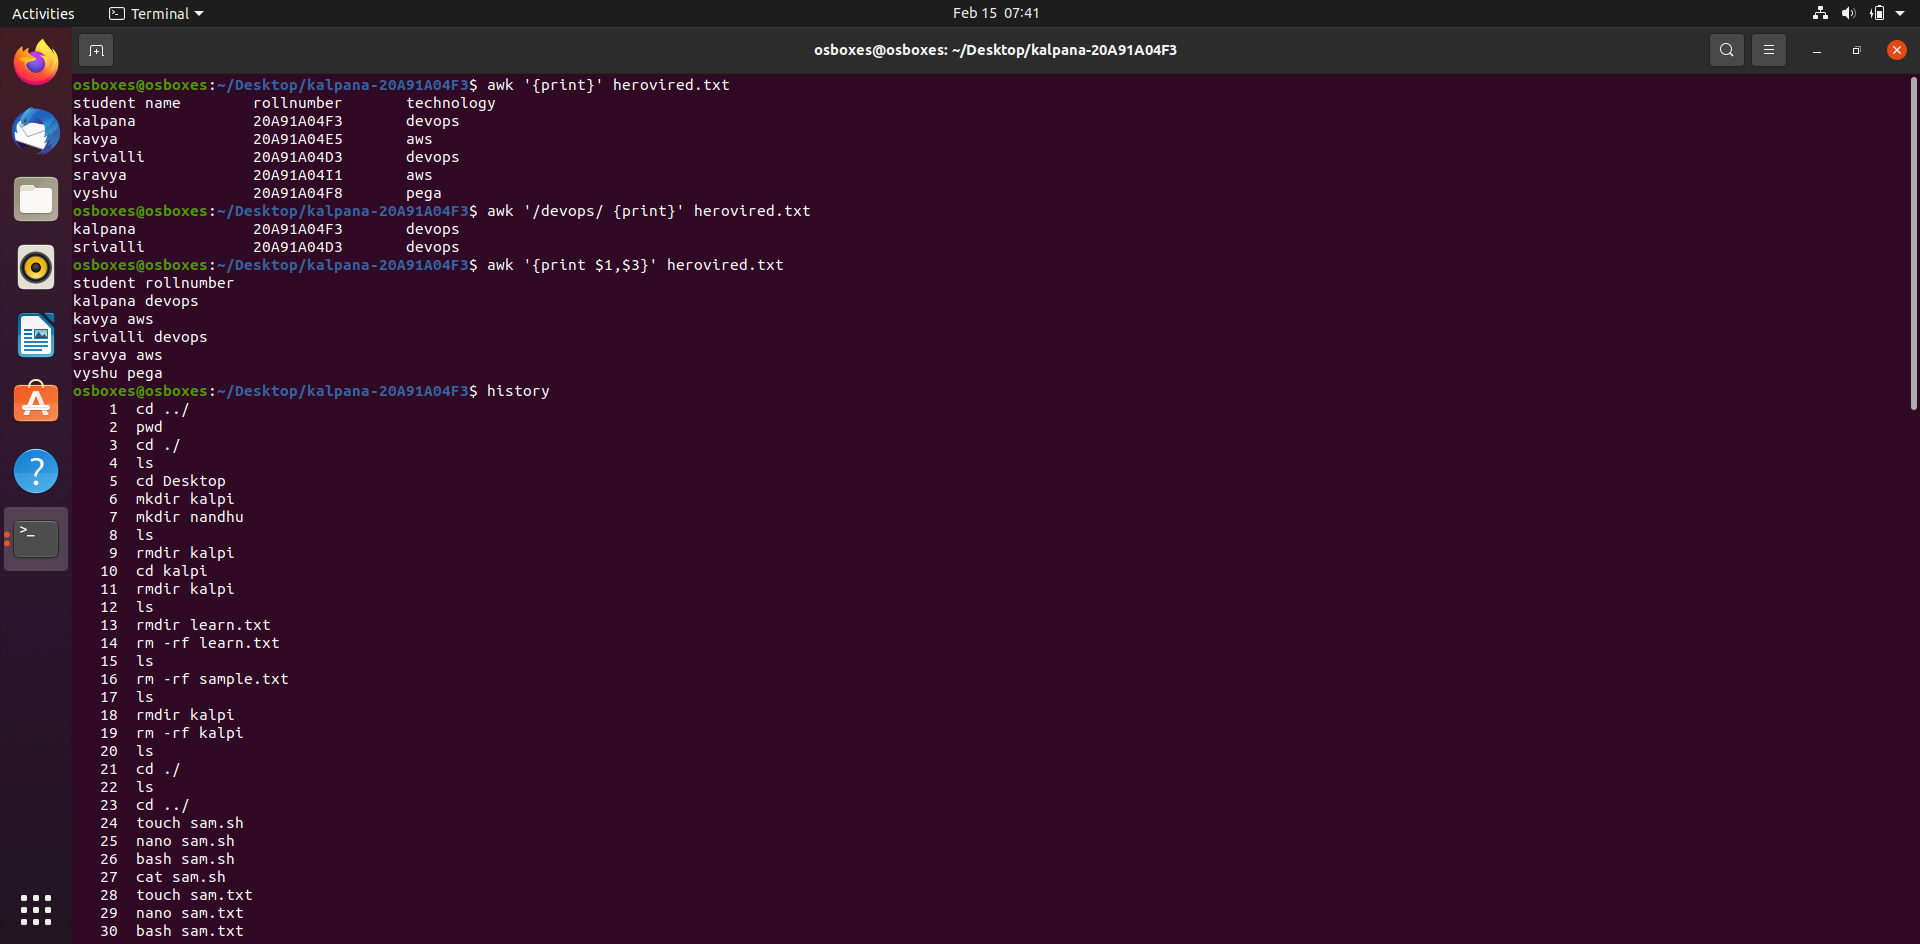 Activities Terminal Feb 15 07:41
osboxes@osboxes: ~/Desktop/kalpana-20A91A04F3
osboxes@osboxes:~/Desktop/kalpana-20A91A04F3$ awk '{print}' herovired.txt
student name rollnumber technology
kalpana 20A91A04F3 devops
kavya 20A91A04E5 aws
srivalli 20A91A04D3 devops
sravya 20A91A04I1 aws
vyshu 20A91A04F8 pega
osboxes@osboxes:~/Desktop/kalpana-20A91A04F3$ awk '/devops/ {print}' herovired.txt
kalpana 20A91A04F3 devops
srivalli 20A91A04D3 devops
osboxes@osboxes:~/Desktop/kalpana-20A91A04F3$ awk '{print $1,$3}' herovired.txt
student rollnumber
kalpana devops
kavya aws
srivalli devops
sravya aws
vyshu pega
osboxes@osboxes:~/Desktop/kalpana-20A91A04F3$ history
1 cd ../
2 pwd
3 cd ./
4 ls
5 cd Desktop
6 mkdir kalpi
7 mkdir nandhu
8 ls
9 rmdir kalpi
10 cd kalpi
11 rmdir kalpi
12 ls
13 rmdir learn.txt
14 rm -rf learn.txt
15 ls
16 rm -rf sample.txt
17 ls
18 rmdir kalpi
19 rm -rf kalpi
20 ls
21 cd ./
22 ls
23 cd ../
24 touch sam.sh
25 nano sam.sh
26 bash sam.sh
27 cat sam.sh
28 touch sam.txt
29 nano sam.txt
30 bash sam.txt